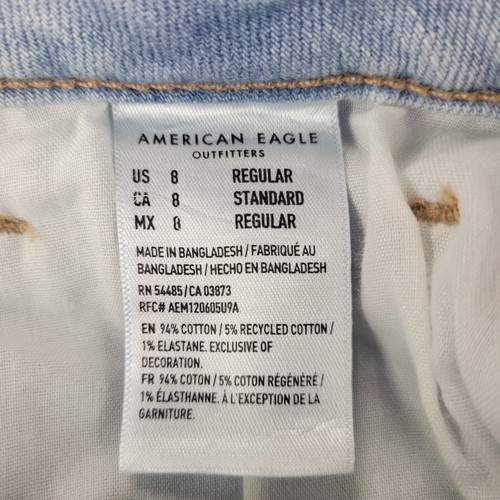 AMERICAN EAGLE
OUTFITTERS
US 8 REGULAR
CA 8 STANDARD
MX 8 REGULAR
MADE IN BANGLADESH / FABRIQUÉ AU
BANGLADESH / HECHO EN BANGLADESH
RN 54485 / CA 03873
RFC# AEM120605U9A
EN 94% COTTON / 5% RECYCLED COTTON /
1% ELASTANE. EXCLUSIVE OF
DECORATION.
FR 94% COTON / 5% COTON RÉGÉNÉRÉ /
1% ÉLASTHANNE. À L'EXCEPTION DE LA
GARNITURE.